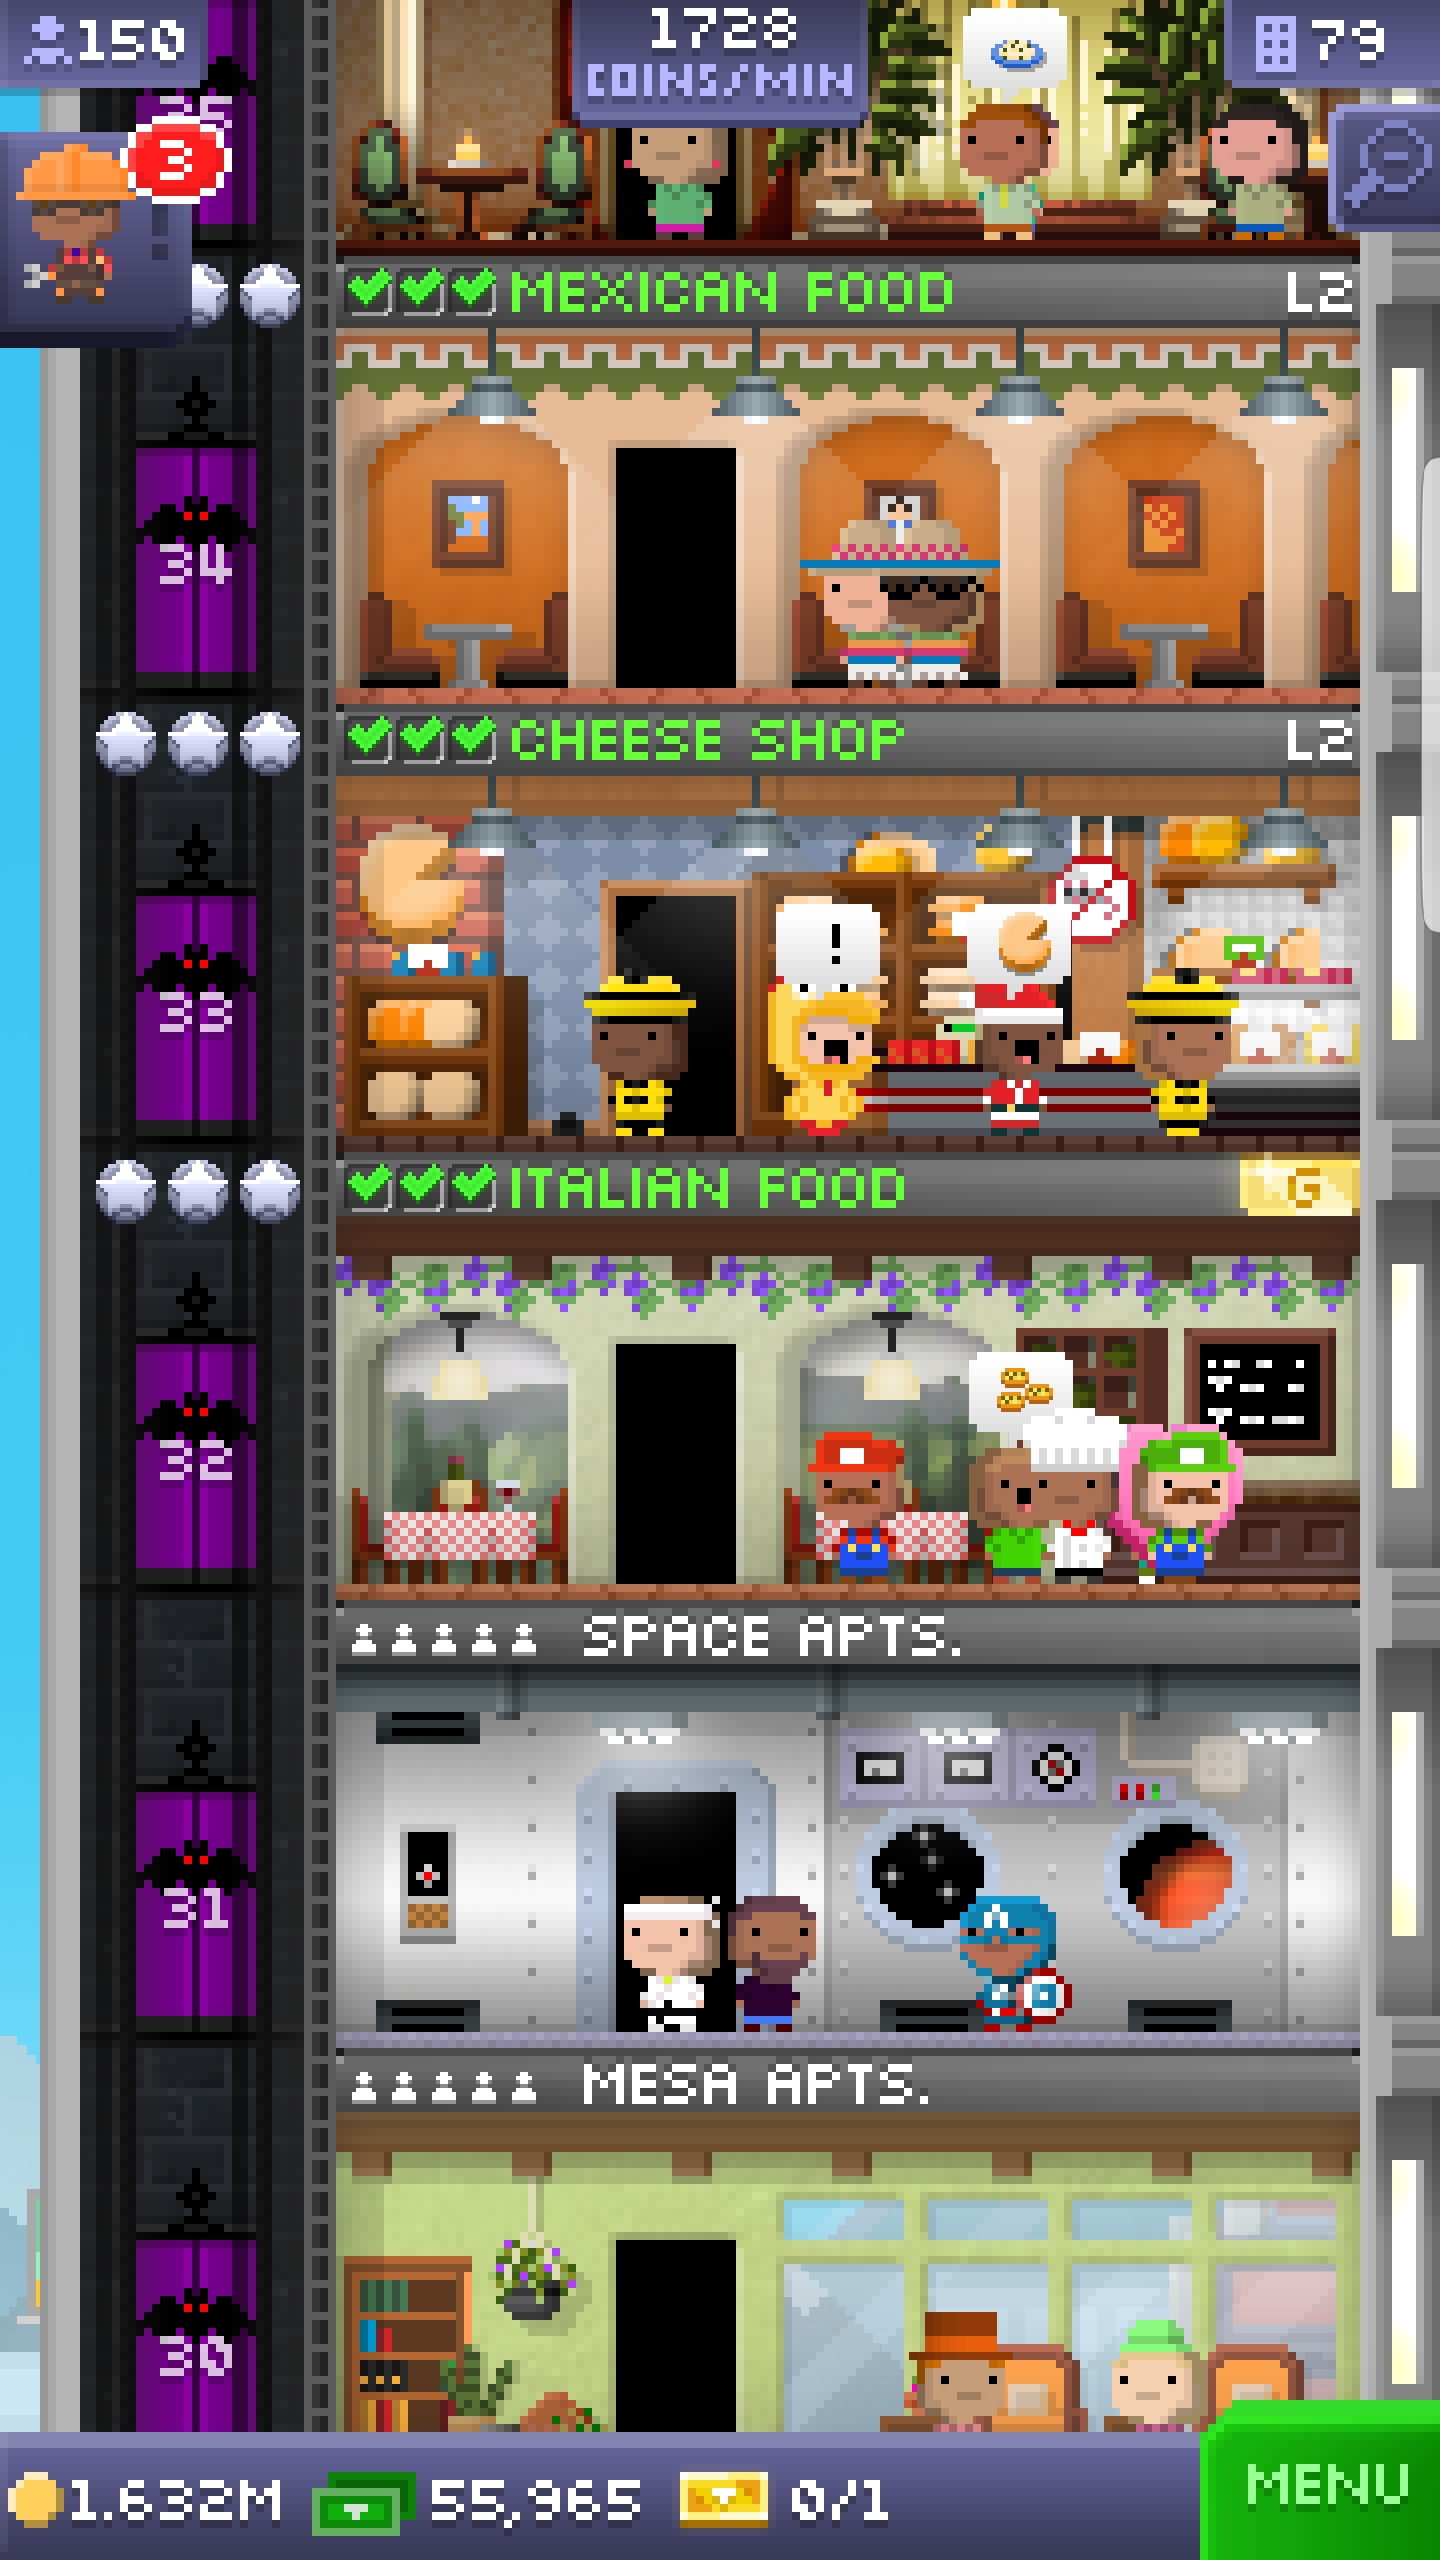 150
1728
COINS/MIN
79
35
3
MEXICAN FOOD L2
34
CHEESE SHOP L2
!
33
ITALIAN FOOD G
32
SPACE APTS.
A
31
MESA APTS.
30
1.632M 55,965 0/1 MENU